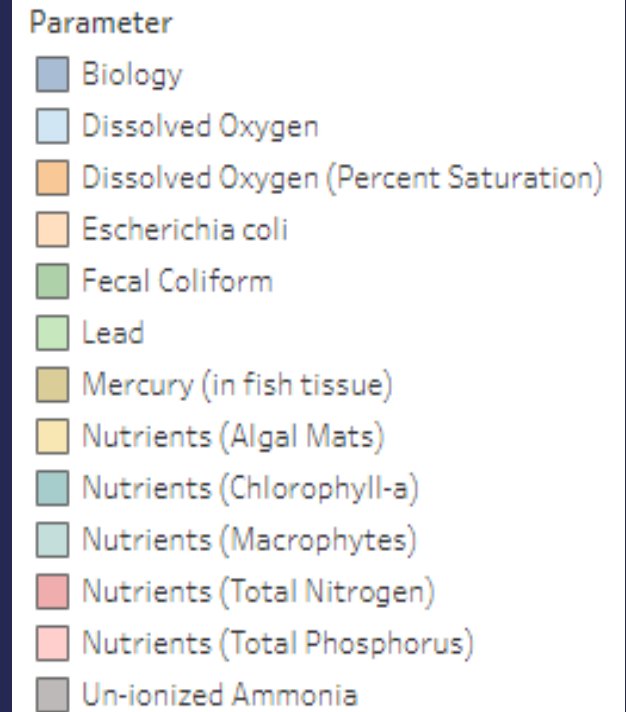 Parameter
Biology
Dissolved Oxygen
Dissolved Oxygen (Percent Saturation)
Escherichia coli
Fecal Coliform
Lead
Mercury (in fish tissue)
Nutrients (Algal Mats)
Nutrients (Chlorophyll-a)
Nutrients (Macrophytes)
Nutrients (Total Nitrogen)
Nutrients (Total Phosphorus)
Un-ionized Ammonia